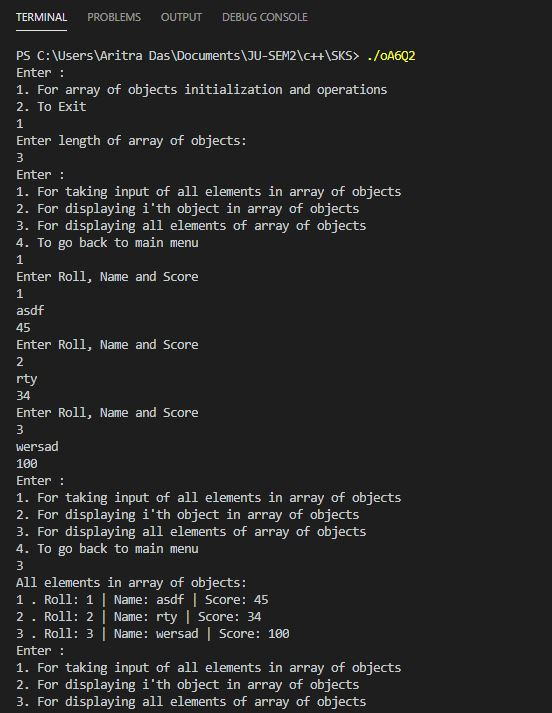 TERMINAL PROBLEMS OUTPUT DEBUG CONSOLE
PS C:\Users\Aritra Das\Documents\JU-SEM2\c++\SKS> ./oA6Q2
Enter :
1. For array of objects initialization and operations
2. To Exit
1
Enter length of array of objects:
3
Enter :
1. For taking input of all elements in array of objects
2. For displaying i'th object in array of objects
3. For displaying all elements of array of objects
4. To go back to main menu
1
Enter Roll, Name and Score
1
asdf
45
Enter Roll, Name and Score
2
rty
34
Enter Roll, Name and Score
3
wersad
100
Enter :
1. For taking input of all elements in array of objects
2. For displaying i'th object in array of objects
3. For displaying all elements of array of objects
4. To go back to main menu
3
All elements in array of objects:
1 . Roll: 1 | Name: asdf | Score: 45
2 . Roll: 2 | Name: rty | Score: 34
3 . Roll: 3 | Name: wersad | Score: 100
Enter :
1. For taking input of all elements in array of objects
2. For displaying i'th object in array of objects
3. For displaying all elements of array of objects